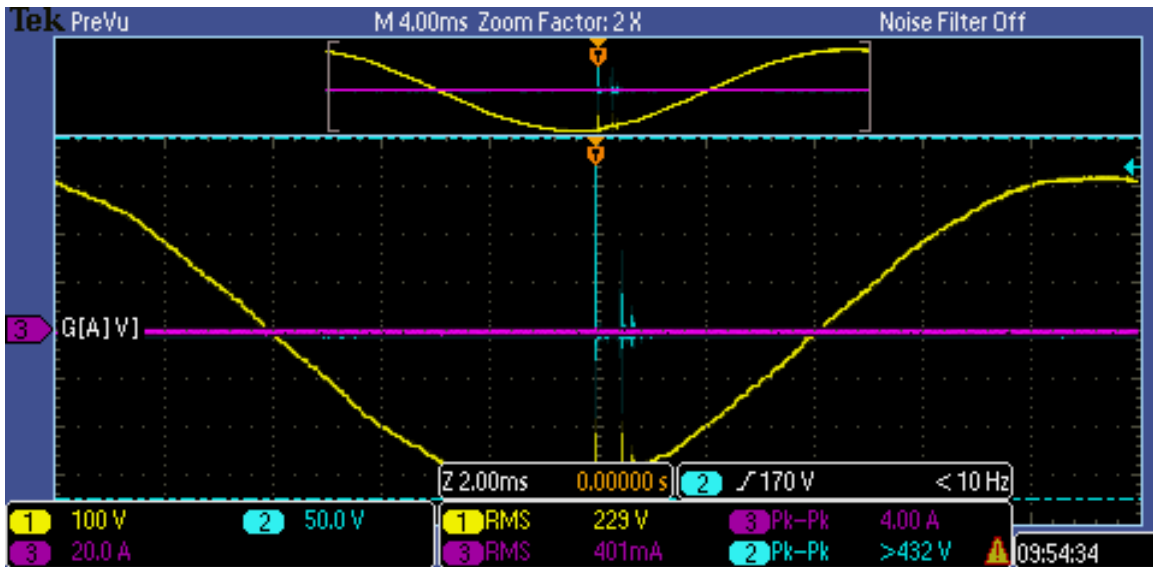 Tek PreVu M 4.00ms Zoom Factor: 2 X Noise Filter Off
T
T
3 G[A] V]
Z 2.00ms 0.00000 s 2 170 V < 10 Hz
1 100 V 2 50.0 V 1 RMS 229 V 3 Pk-Pk 4.00 A
3 20.0 A 3 RMS 401mA 2 Pk-Pk >432 V 09:54:34